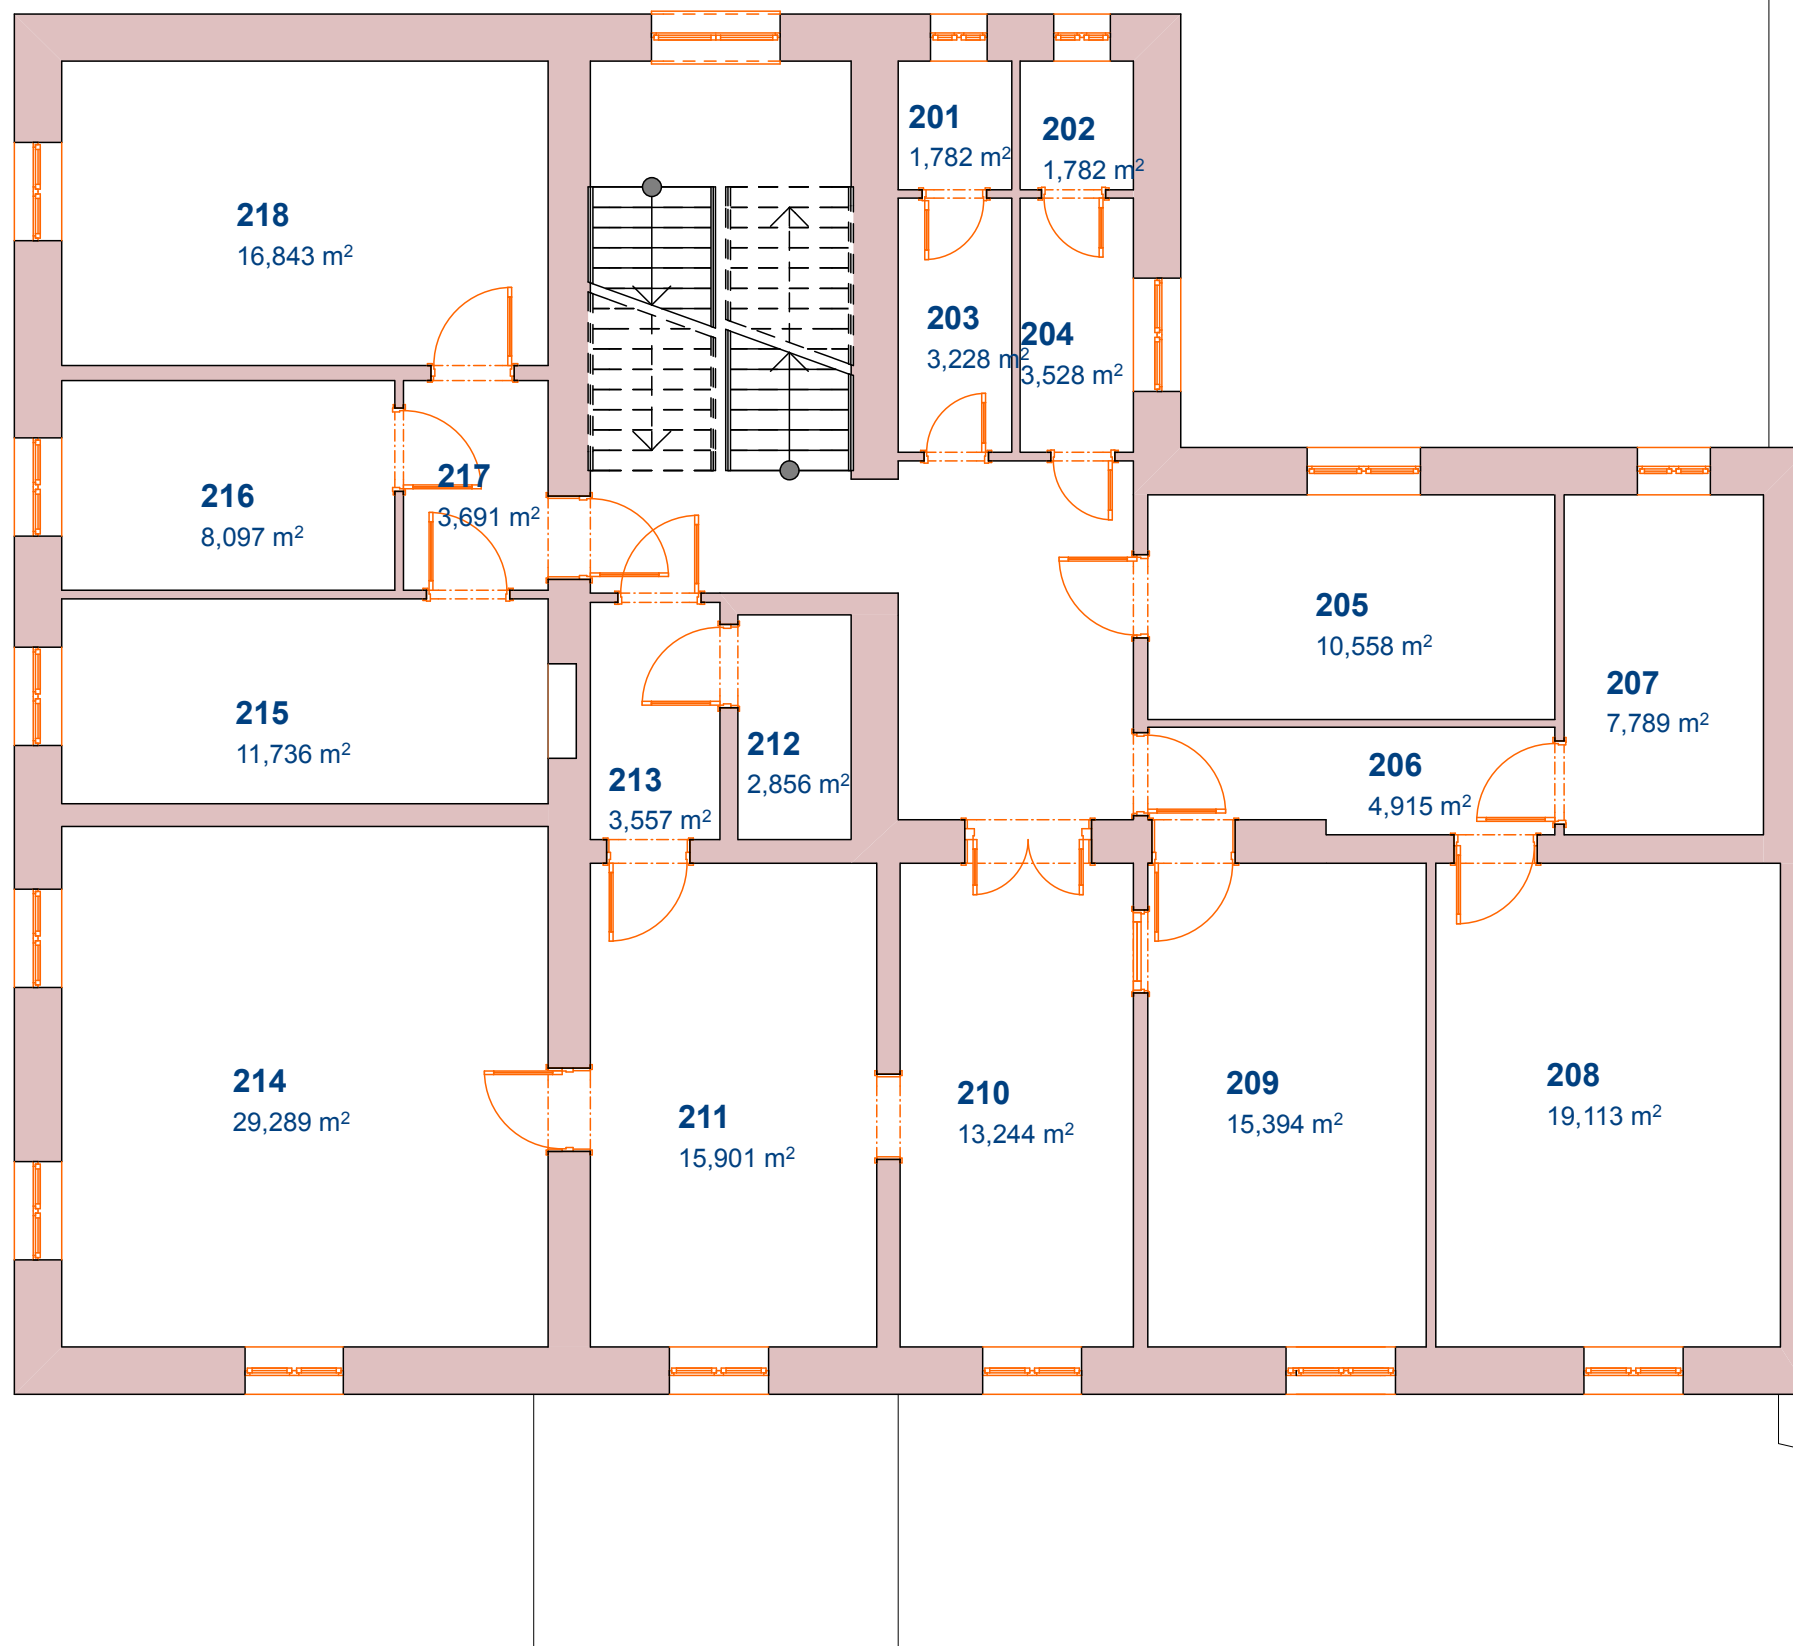 201
1,782 m²
202
1,782 m²
218
16,843 m²
203
3,228 m²
204
3,528 m²
217
3,691 m²
216
8,097 m²
205
10,558 m²
207
7,789 m²
215
11,736 m²
212
2,856 m²
206
4,915 m²
213
3,557 m²
214
29,289 m²
211
15,901 m²
210
13,244 m²
209
15,394 m²
208
19,113 m²